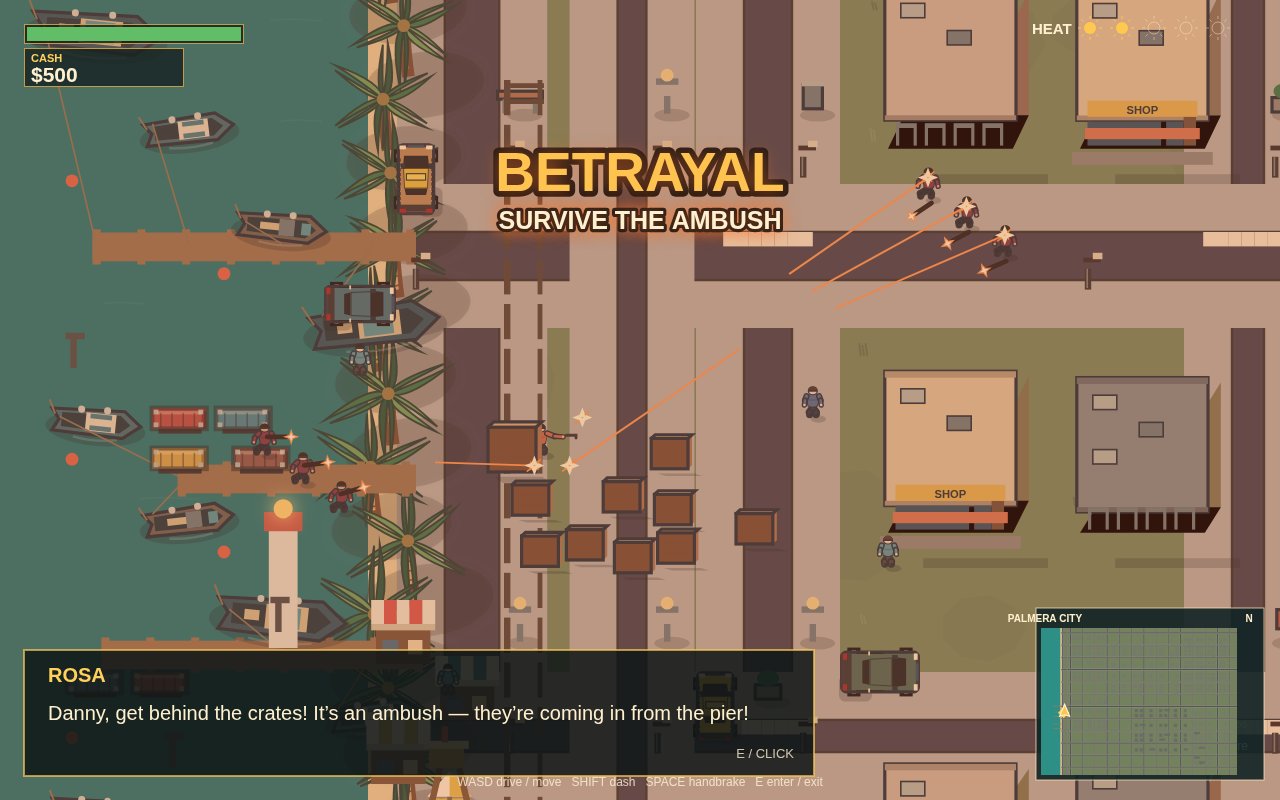 CASH
$500
HEAT
SHOP
BETRAYAL
SURVIVE THE AMBUSH
SHOP
PALMERA CITY
N
ROSA
Danny, get behind the crates! It’s an ambush — they’re coming in from the pier!
E / CLICK
WASD drive / move   SHIFT dash   SPACE handbrake   E enter / exit